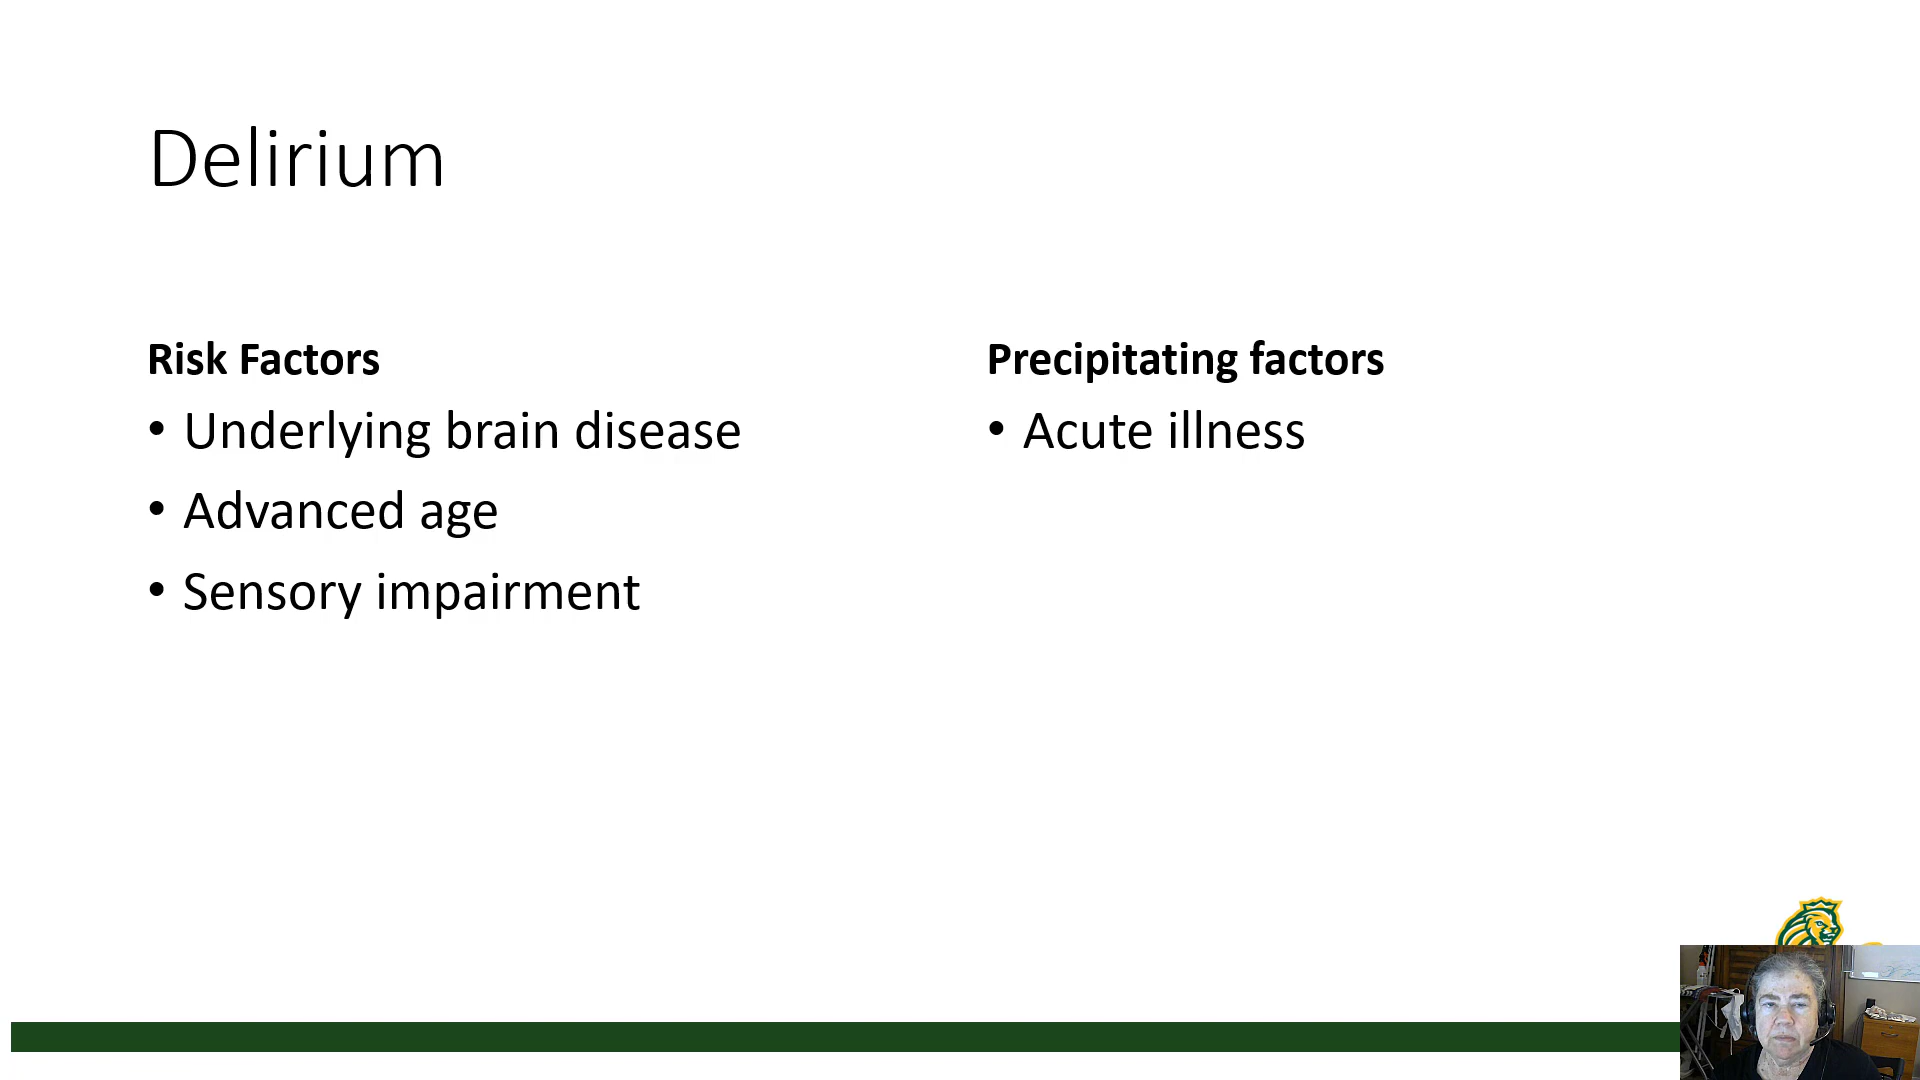 Delirium
Risk Factors
• Underlying brain disease
• Advanced age
• Sensory impairment
Precipitating factors
• Acute illness